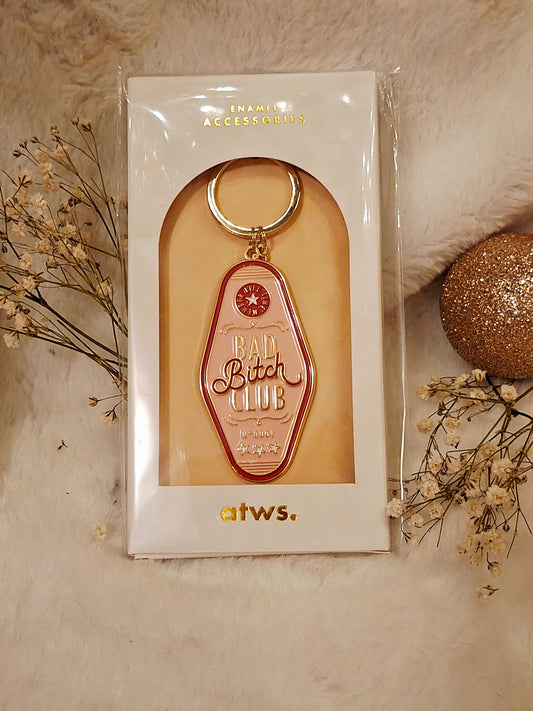 ENAMEL
ACCESSORIES
BAD
Bitch
CLUB
atws.